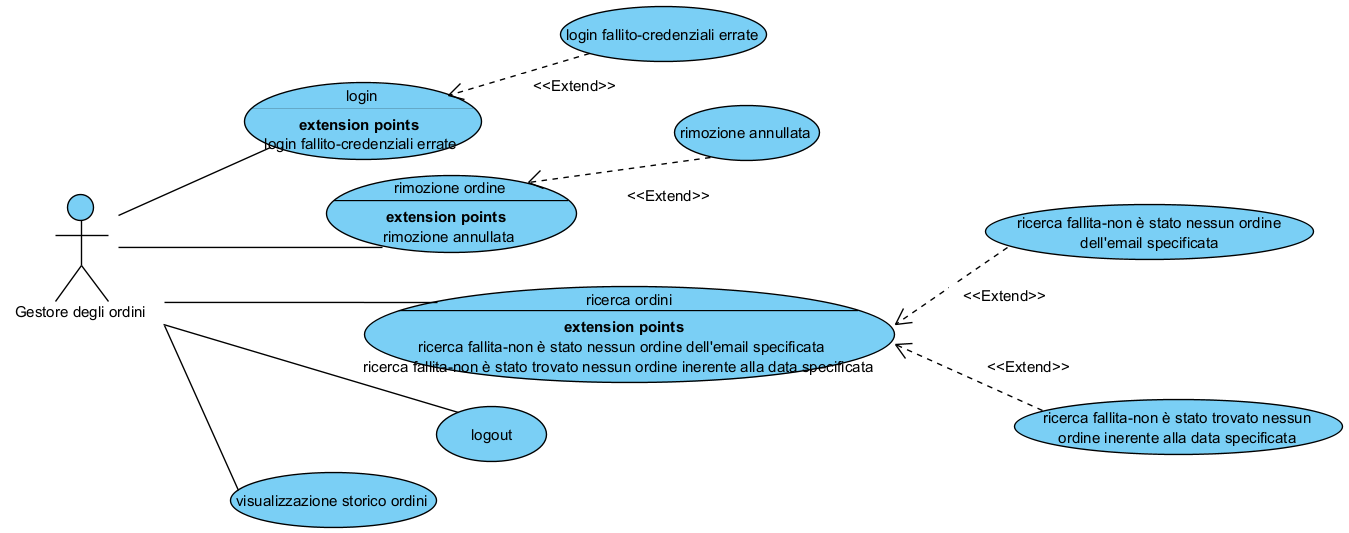 login fallito-credenziali errate
<<Extend>>
login
extension points
login fallito-credenziali errate
rimozione annullata
<<Extend>>
rimozione ordine
extension points
rimozione annullata
ricerca fallita-non è stato nessun ordine
dell'email specificata
<<Extend>>
Gestore degli ordini
ricerca ordini
extension points
ricerca fallita-non è stato nessun ordine dell'email specificata
ricerca fallita-non è stato trovato nessun ordine inerente alla data specificata
<<Extend>>
ricerca fallita-non è stato trovato nessun
ordine inerente alla data specificata
logout
visualizzazione storico ordini